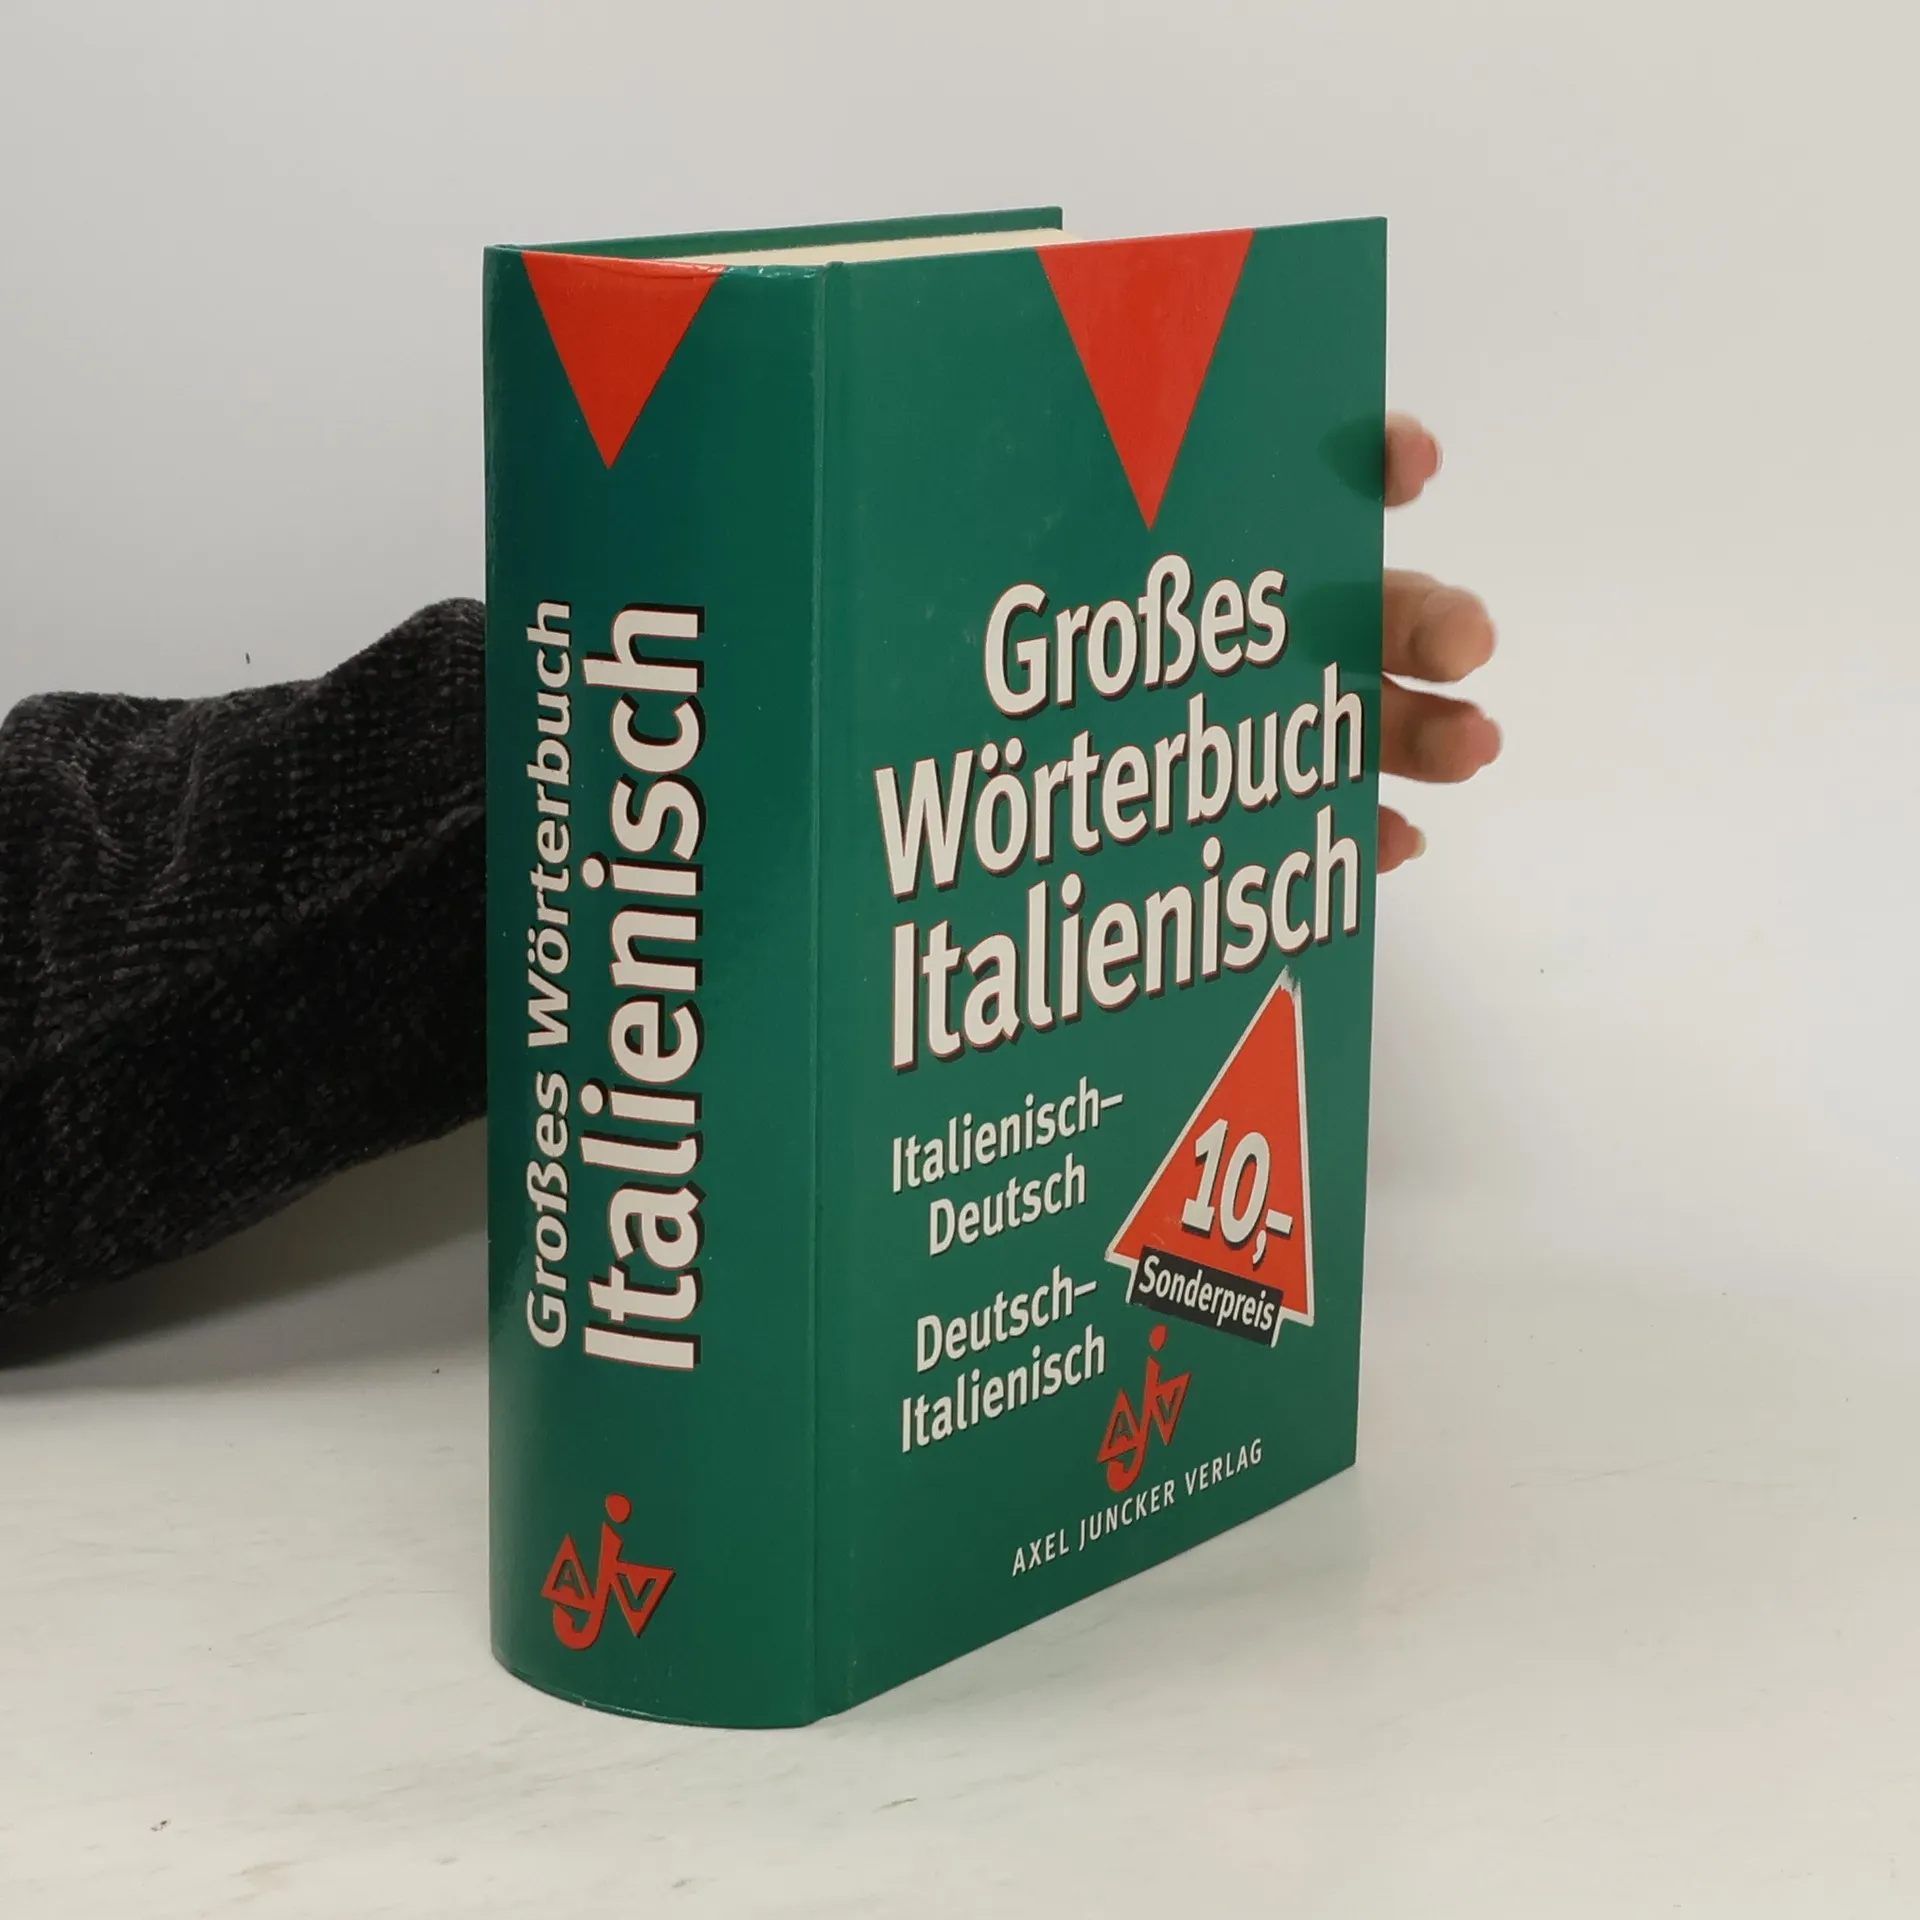 Großes Wörterbuch
Italienisch
AJV
Großes
Wörterbuch
Italienisch
Italienisch–
Deutsch
Deutsch–
Italienisch
10,-
Sonderpreis
AJV
AXEL JUNCKER VERLAG